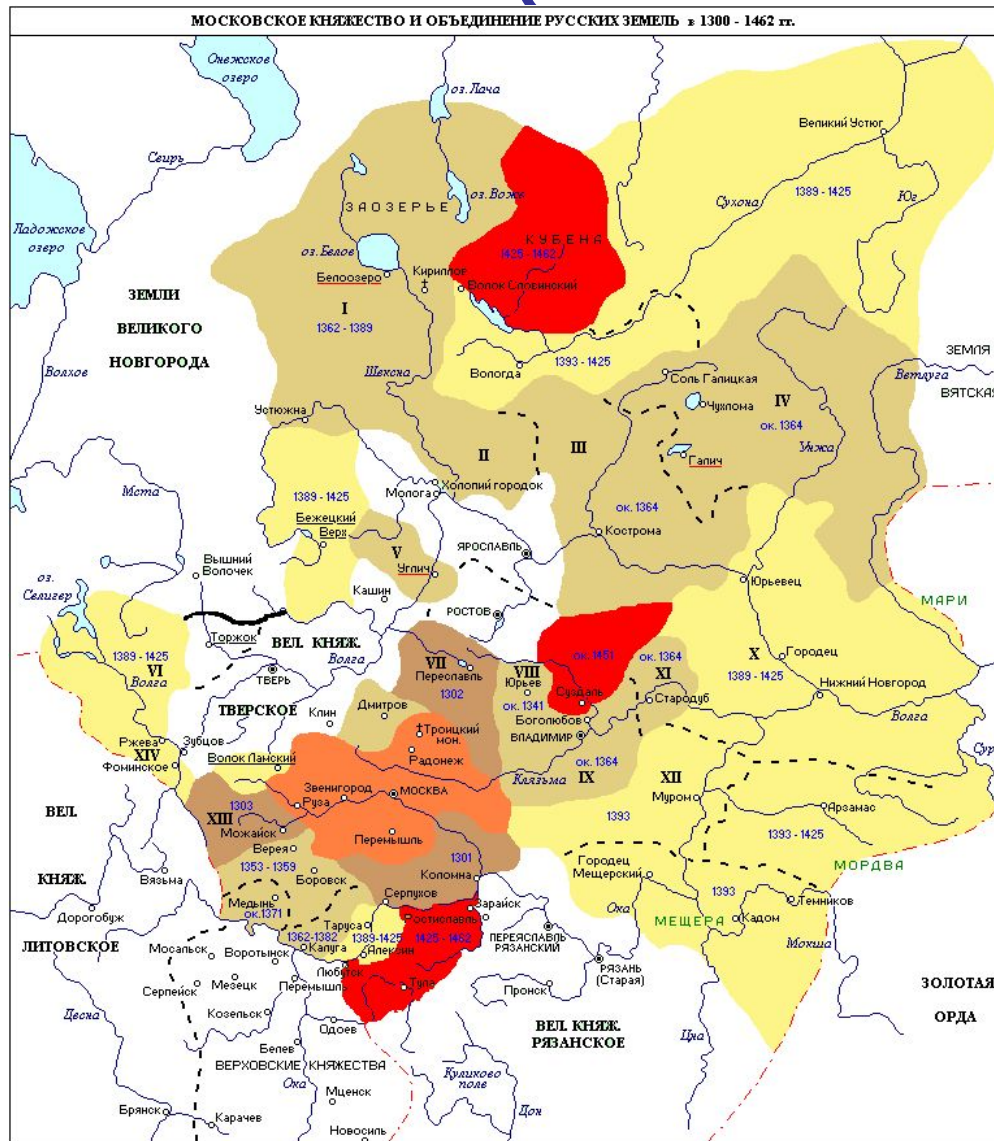 МОСКОВСКОЕ КНЯЖЕСТВО И ОБЪЕДИНЕНИЕ РУССКИХ ЗЕМЕЛЬ в 1300 - 1462 гг.
Онежское
озеро
оз. Лача
Великий Устюг
Свирь
1389 - 1425
Сухона
Юг
оз. Воже
ЗАОЗЕРЬЕ
Ладожское
озеро
КУБЕНА
1425 - 1462
оз. Белое
Белоозеро
Кириллов
Волок Словинский
ЗЕМЛИ
ВЕЛИКОГО
НОВГОРОДА
I
1362 - 1389
Волхов
Шексна
Вологда
1393 - 1425
Соль Галицкая
Ветлуга
ЗЕМЛЯ
ВЯТСКАЯ
Чухлома
IV
ок. 1364
Унжа
Устюжна
II
III
Галич
Мста
1389 - 1425
Холопий городок
Молога
ок. 1364
Бежецкий
Верх
Кострома
V
Углич
ЯРОСЛАВЛЬ
Вышний
Волочек
Кашин
Юрьевец
оз.
Селигер
РОСТОВ
МАРИ
Торжок
ВЕЛ. КНЯЖ.
Волга
1389 - 1425
VI
Волга
ТВЕРЬ
VII
Переславль
1302
VIII
Юрьев
ок. 1341
ок. 1451
Суздаль
ок. 1364
XI
Стародуб
X
1389 - 1425
Городец
Нижний Новгород
Волга
ТВЕРСКОЕ
Клин
Дмитров
Боголюбов
ВЛАДИМИР
Троицкий
мон.
Радонеж
Ржева
Зубцов
XIV
Фоминское
Волок Ламский
Клязьма
ок. 1364
IX
XII
Сур
Звенигород
Руза
МОСКВА
Муром
Арзамас
ВЕЛ.
1303
XIII
Можайск
Перемышль
1393
1393 - 1425
Верея
1353 - 1359
Боровск
1301
Коломна
Городец
Мещерский
МОРДВА
Вязьма
КНЯЖ.
Медынь
ок. 1371
Серпухов
Зарайск
1393
Ока
МЕЩЕРА
Кадом
Темников
Дорогобуж
ЛИТОВСКОЕ
Таруса
1362-1382
Калуга
1389-1425
Алексин
Ростиславль
1425 - 1462
ПЕРЕЯСЛАВЛЬ
РЯЗАНСКИЙ
Мокша
Мосальск
Воротынск
Любутск
РЯЗАНЬ
(Старая)
Серпейск
Мезецк
Перемышль
Тула
Пронск
ЗОЛОТАЯ
ОРДА
Десна
Козельск
Одоев
ВЕЛ. КНЯЖ.
РЯЗАНСКОЕ
Цна
Белев
ВЕРХОВСКИЕ КНЯЖЕСТВА
Куликово
поле
Ока
Мценск
Дон
Брянск
Карачев
Новосиль